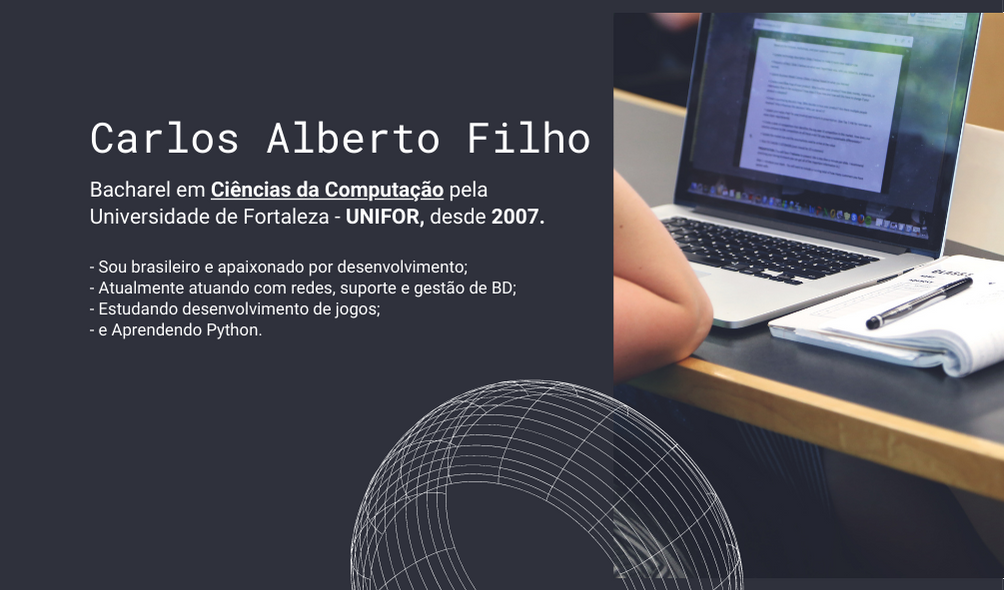 Carlos Alberto Filho
Bacharel em Ciências da Computação pela
Universidade de Fortaleza - UNIFOR, desde 2007.
- Sou brasileiro e apaixonado por desenvolvimento;
- Atualmente atuando com redes, suporte e gestão de BD;
- Estudando desenvolvimento de jogos;
- e Aprendendo Python.